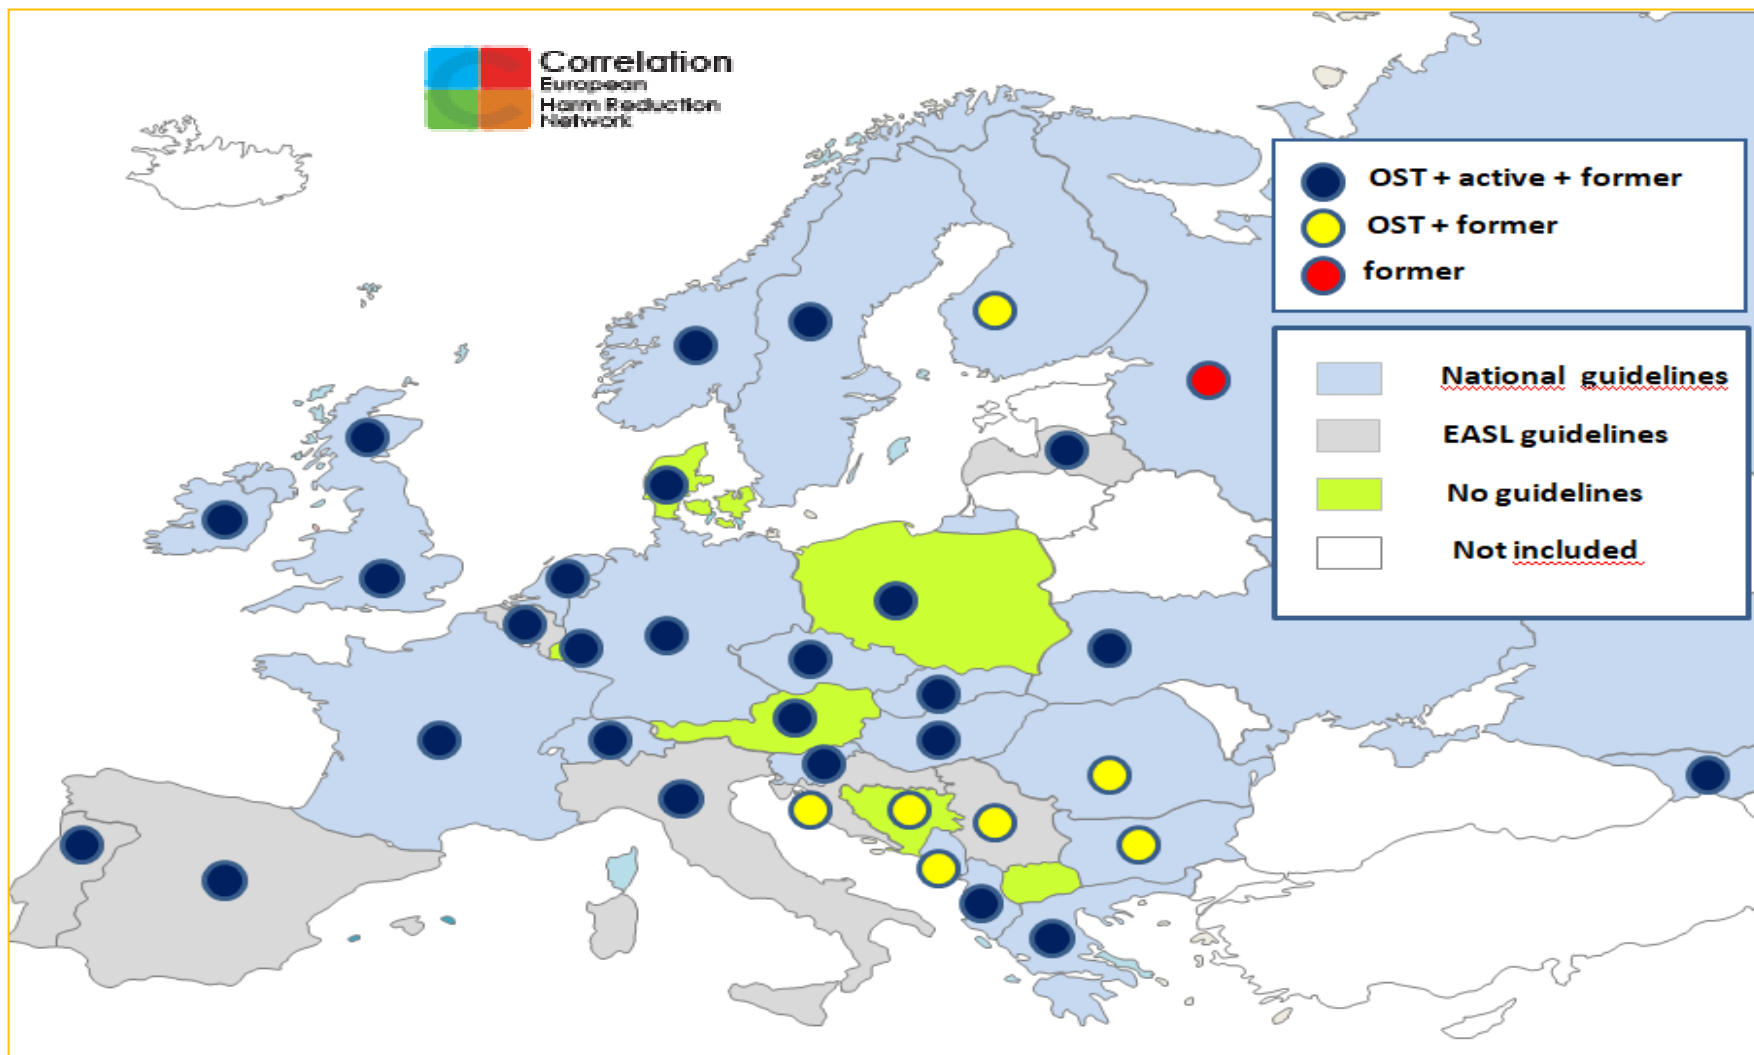 Correlation
European
Harm Reduction
Network
OST + active + former
OST + former
former
National guidelines
EASL guidelines
No guidelines
Not included